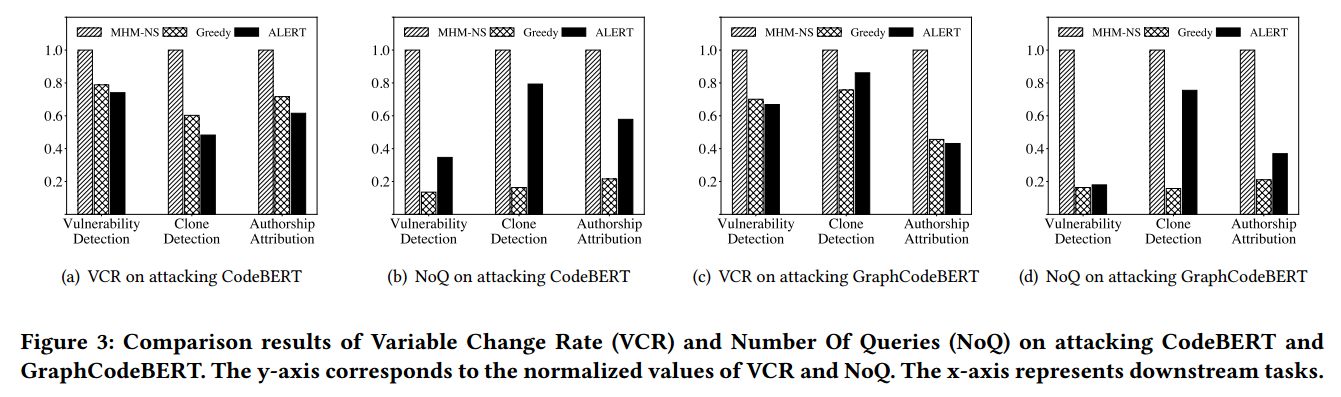 MHM-NS Greedy ALERT
1.0
0.8
0.6
0.4
0.2
Vulnerability Detection
Clone Detection
Authorship Attribution
(a) VCR on attacking CodeBERT
MHM-NS Greedy ALERT
1.0
0.8
0.6
0.4
0.2
Vulnerability Detection
Clone Detection
Authorship Attribution
(b) NoQ on attacking CodeBERT
MHM-NS Greedy ALERT
1.0
0.8
0.6
0.4
0.2
Vulnerability Detection
Clone Detection
Authorship Attribution
(c) VCR on attacking GraphCodeBERT
MHM-NS Greedy ALERT
1.0
0.8
0.6
0.4
0.2
Vulnerability Detection
Clone Detection
Authorship Attribution
(d) NoQ on attacking GraphCodeBERT
Figure 3: Comparison results of Variable Change Rate (VCR) and Number Of Queries (NoQ) on attacking CodeBERT and
GraphCodeBERT. The y-axis corresponds to the normalized values of VCR and NoQ. The x-axis represents downstream tasks.